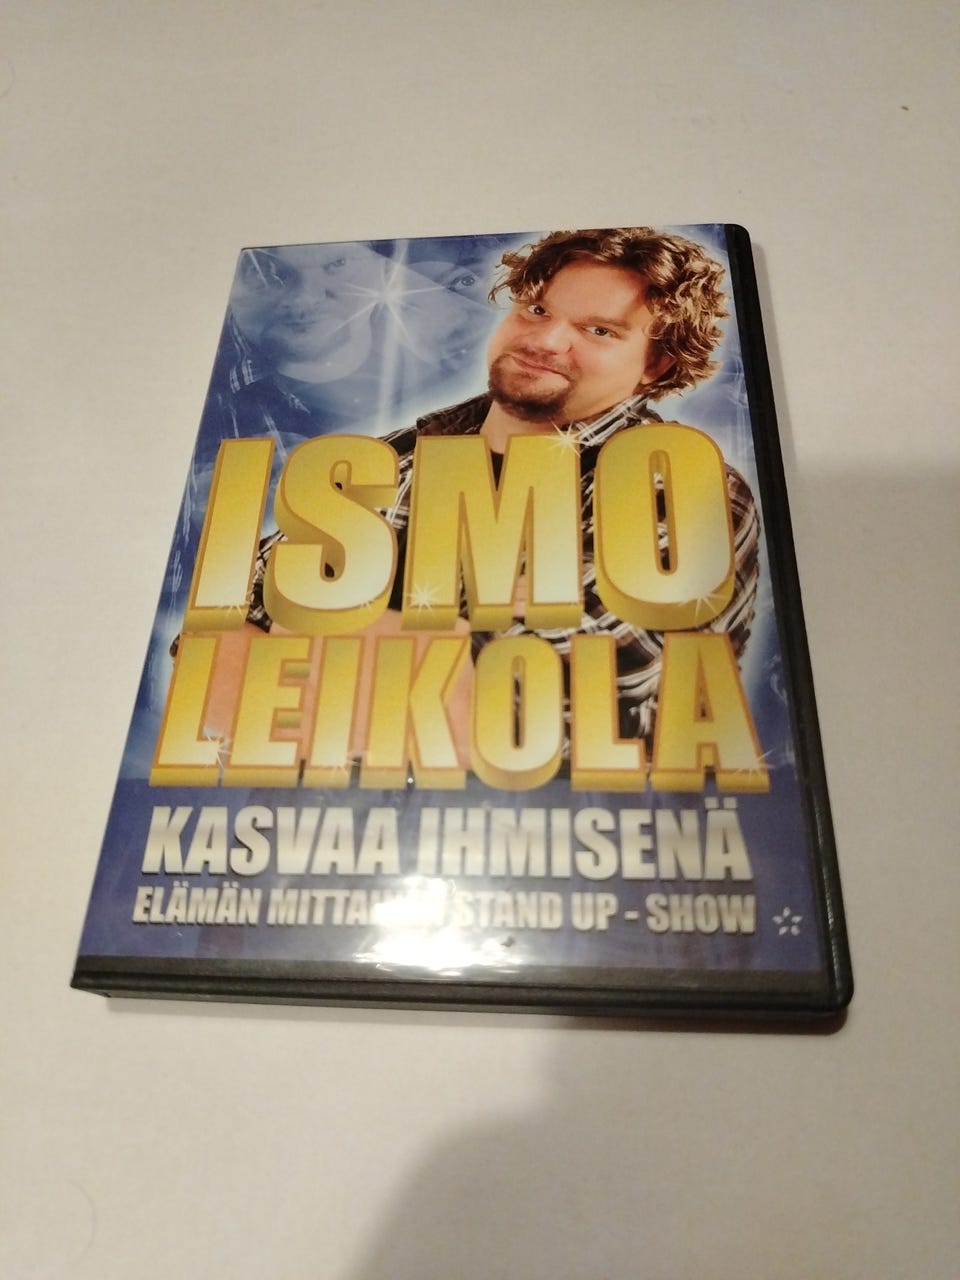 ISMO
LEIKOLA
KASVAA IHMISENÄ
ELÄMÄN STAND UP - SHOW